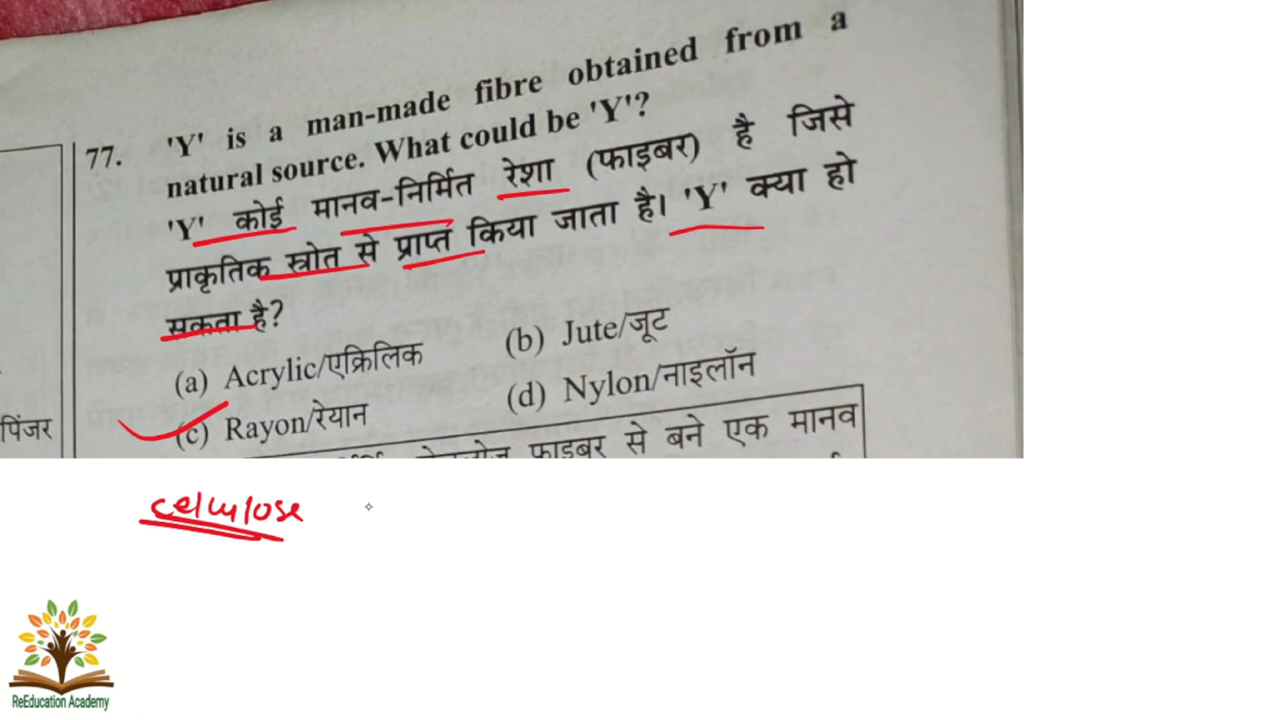 77. 'Y' is a man-made fibre obtained from a
natural source. What could be 'Y'?
'Y' कोई मानव-निर्मित रेशा (फाइबर) है जिसे
प्राकृतिक स्त्रोत से प्राप्त किया जाता है। 'Y' क्या हो
सकता है?
(a) Acrylic/एक्रिलिक (b) Jute/जूट
(c) Rayon/रेयान (d) Nylon/नाइलॉन
पिंजर
फाइबर से बने एक मानव
cellulose
ReEducation Academy